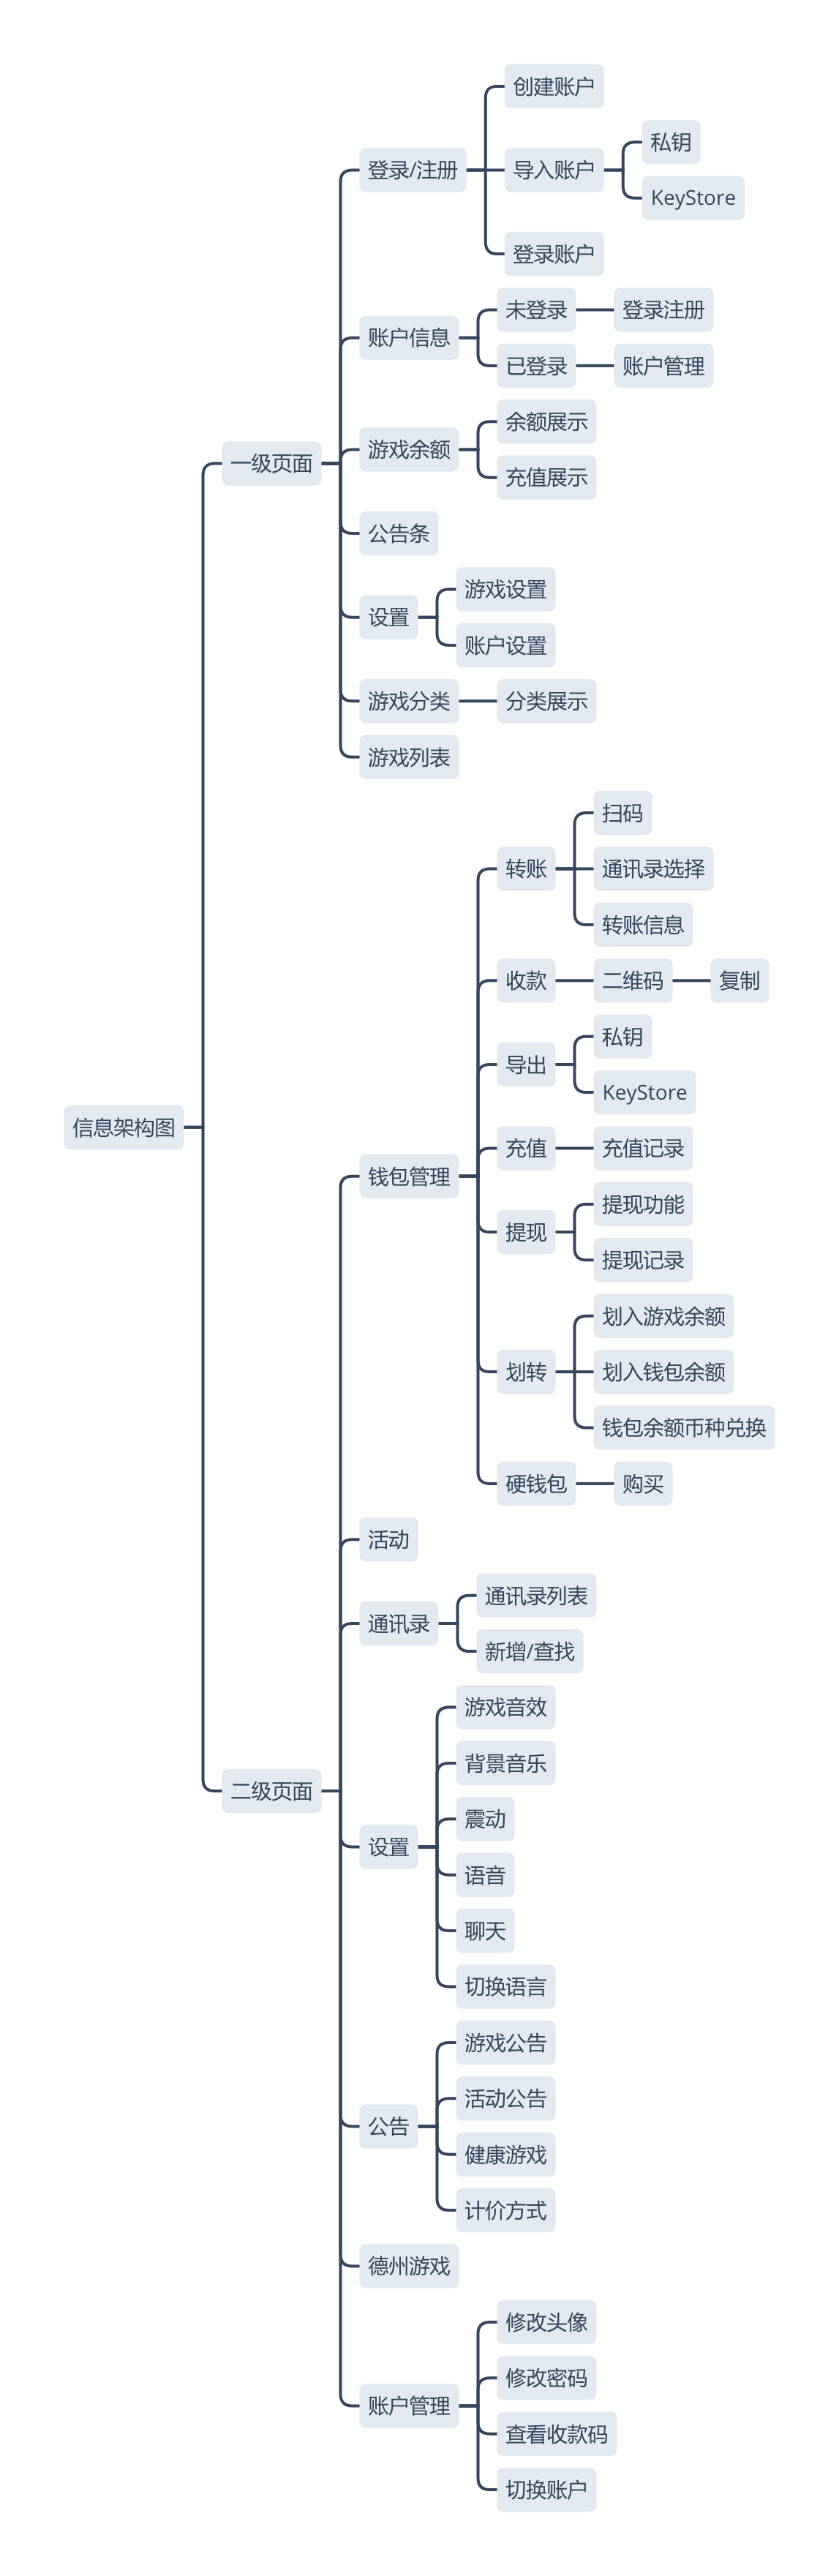 信息架构图
一级页面
登录/注册
创建账户
导入账户
私钥
KeyStore
登录账户
账户信息
未登录
登录注册
已登录
账户管理
游戏余额
余额展示
充值展示
公告条
设置
游戏设置
账户设置
游戏分类
分类展示
游戏列表
二级页面
钱包管理
转账
扫码
通讯录选择
转账信息
收款
二维码
复制
导出
私钥
KeyStore
充值
充值记录
提现
提现功能
提现记录
划转
划入游戏余额
划入钱包余额
钱包余额币种兑换
硬钱包
购买
活动
通讯录
通讯录列表
新增/查找
设置
游戏音效
背景音乐
震动
语音
聊天
切换语言
公告
游戏公告
活动公告
健康游戏
计价方式
德州游戏
账户管理
修改头像
修改密码
查看收款码
切换账户